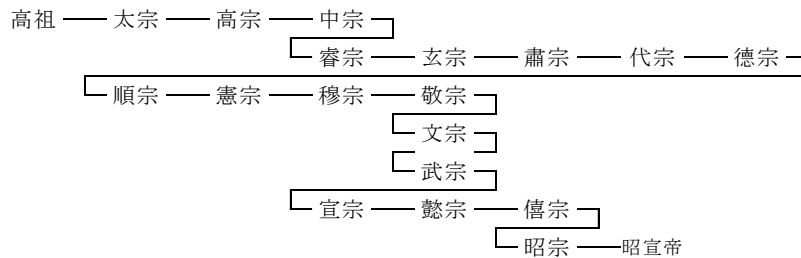 高祖 太宗 高宗 中宗
睿宗 玄宗 肅宗 代宗 德宗
順宗 憲宗 穆宗 敬宗
文宗
武宗
宣宗 懿宗 僖宗
昭宗 昭宣帝